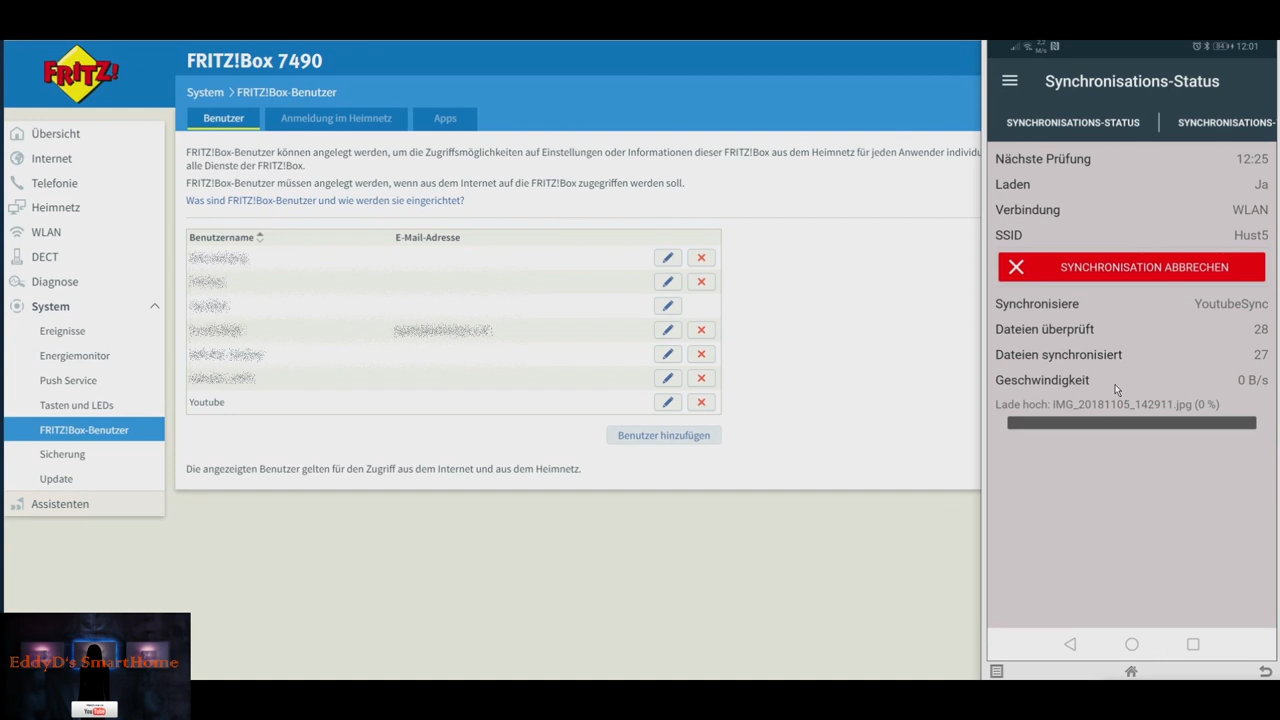 FRITZ!
FRITZ!Box 7490
System > FRITZ!Box-Benutzer
Benutzer
Anmeldung im Heimnetz
Apps
Übersicht
Internet
Telefonie
Heimnetz
WLAN
DECT
Diagnose
System
Ereignisse
Energiemonitor
Push Service
Tasten und LEDs
FRITZ!Box-Benutzer
Sicherung
Update
Assistenten
FRITZ!Box-Benutzer können angelegt werden, um die Zugriffsmöglichkeiten auf Einstellungen oder Informationen dieser FRITZ!Box aus dem Heimnetz für jeden Anwender individu
alle Dienste der FRITZ!Box.
FRITZ!Box-Benutzer müssen angelegt werden, wenn aus dem Internet auf die FRITZ!Box zugegriffen werden soll.
Was sind FRITZ!Box-Benutzer und wie werden sie eingerichtet?
Benutzername E-Mail-Adresse
Youtube
Benutzer hinzufügen
Die angezeigten Benutzer gelten für den Zugriff aus dem Internet und aus dem Heimnetz.
12:01
Synchronisations-Status
SYNCHRONISATIONS-STATUS SYNCHRONISATIONS-
Nächste Prüfung 12:25
Laden Ja
Verbindung WLAN
SSID Hust5
SYNCHRONISATION ABBRECHEN
Synchronisiere YoutubeSync
Dateien überprüft 28
Dateien synchronisiert 27
Geschwindigkeit 0 B/s
Lade hoch: IMG_20181105_142911.jpg (0 %)
EddyD's SmartHome
YouTube